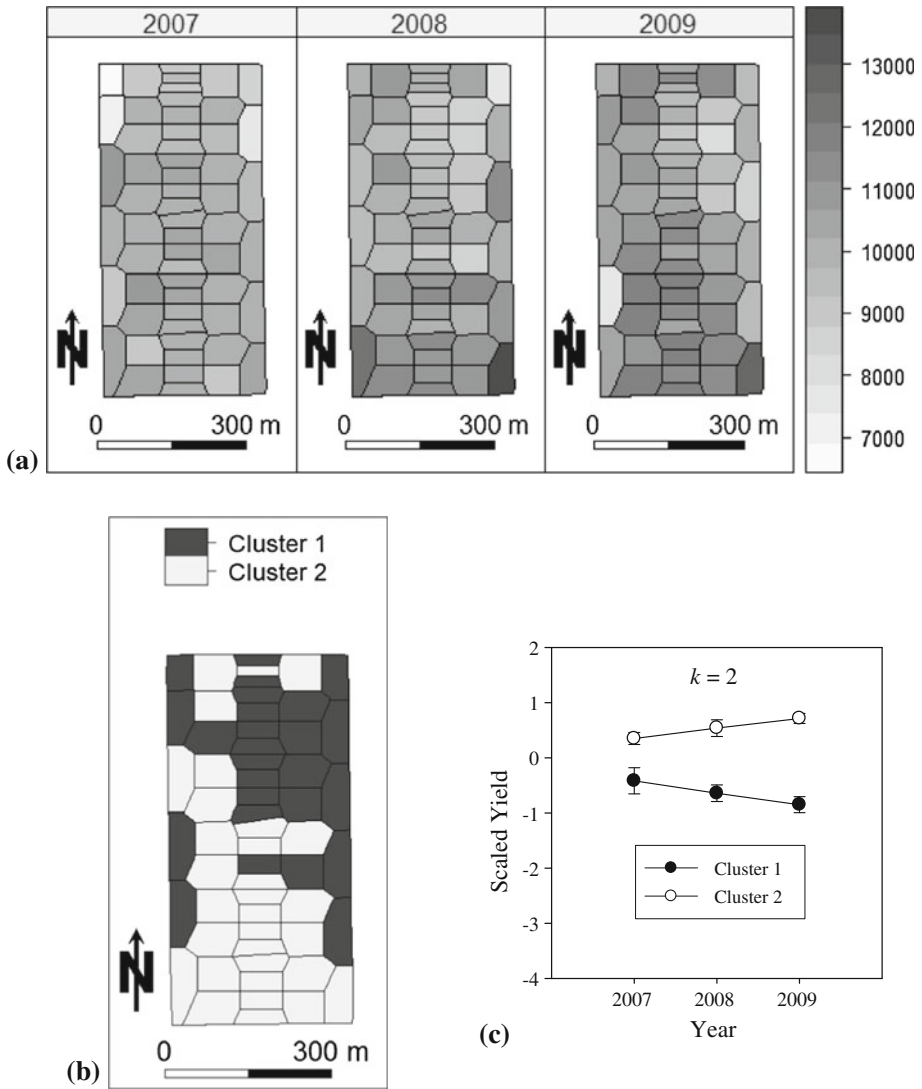 2007 2008 2009
13000
12000
11000
10000
9000
8000
7000
N N N
0 300 m 0 300 m 0 300 m
(a)
Cluster 1
Cluster 2
N
0 300 m
(b)
2
1
0
-1
-2
-3
-4
Scaled Yield
k = 2
Cluster 1
Cluster 2
2007 2008 2009
Year
(c)